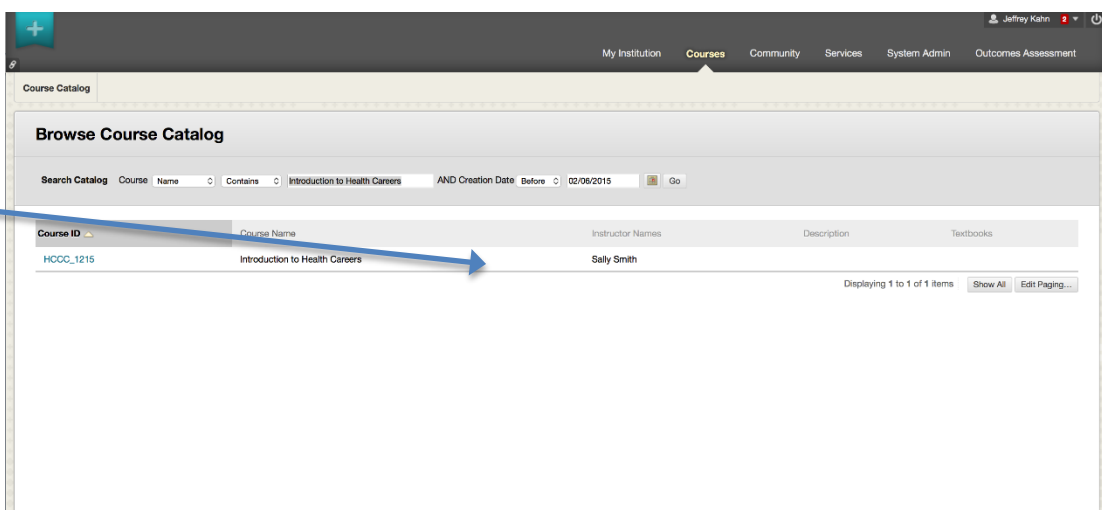 Jeffrey Kahn 2
My Institution Courses Community Services System Admin Outcomes Assessment
Course Catalog
Browse Course Catalog
Search Catalog Course Name Contains Introduction to Health Careers AND Creation Date Before 02/06/2015 Go
Course ID Course Name Instructor Names Description Textbooks
HCCC_1215 Introduction to Health Careers Sally Smith
Displaying 1 to 1 of 1 items Show All Edit Paging...